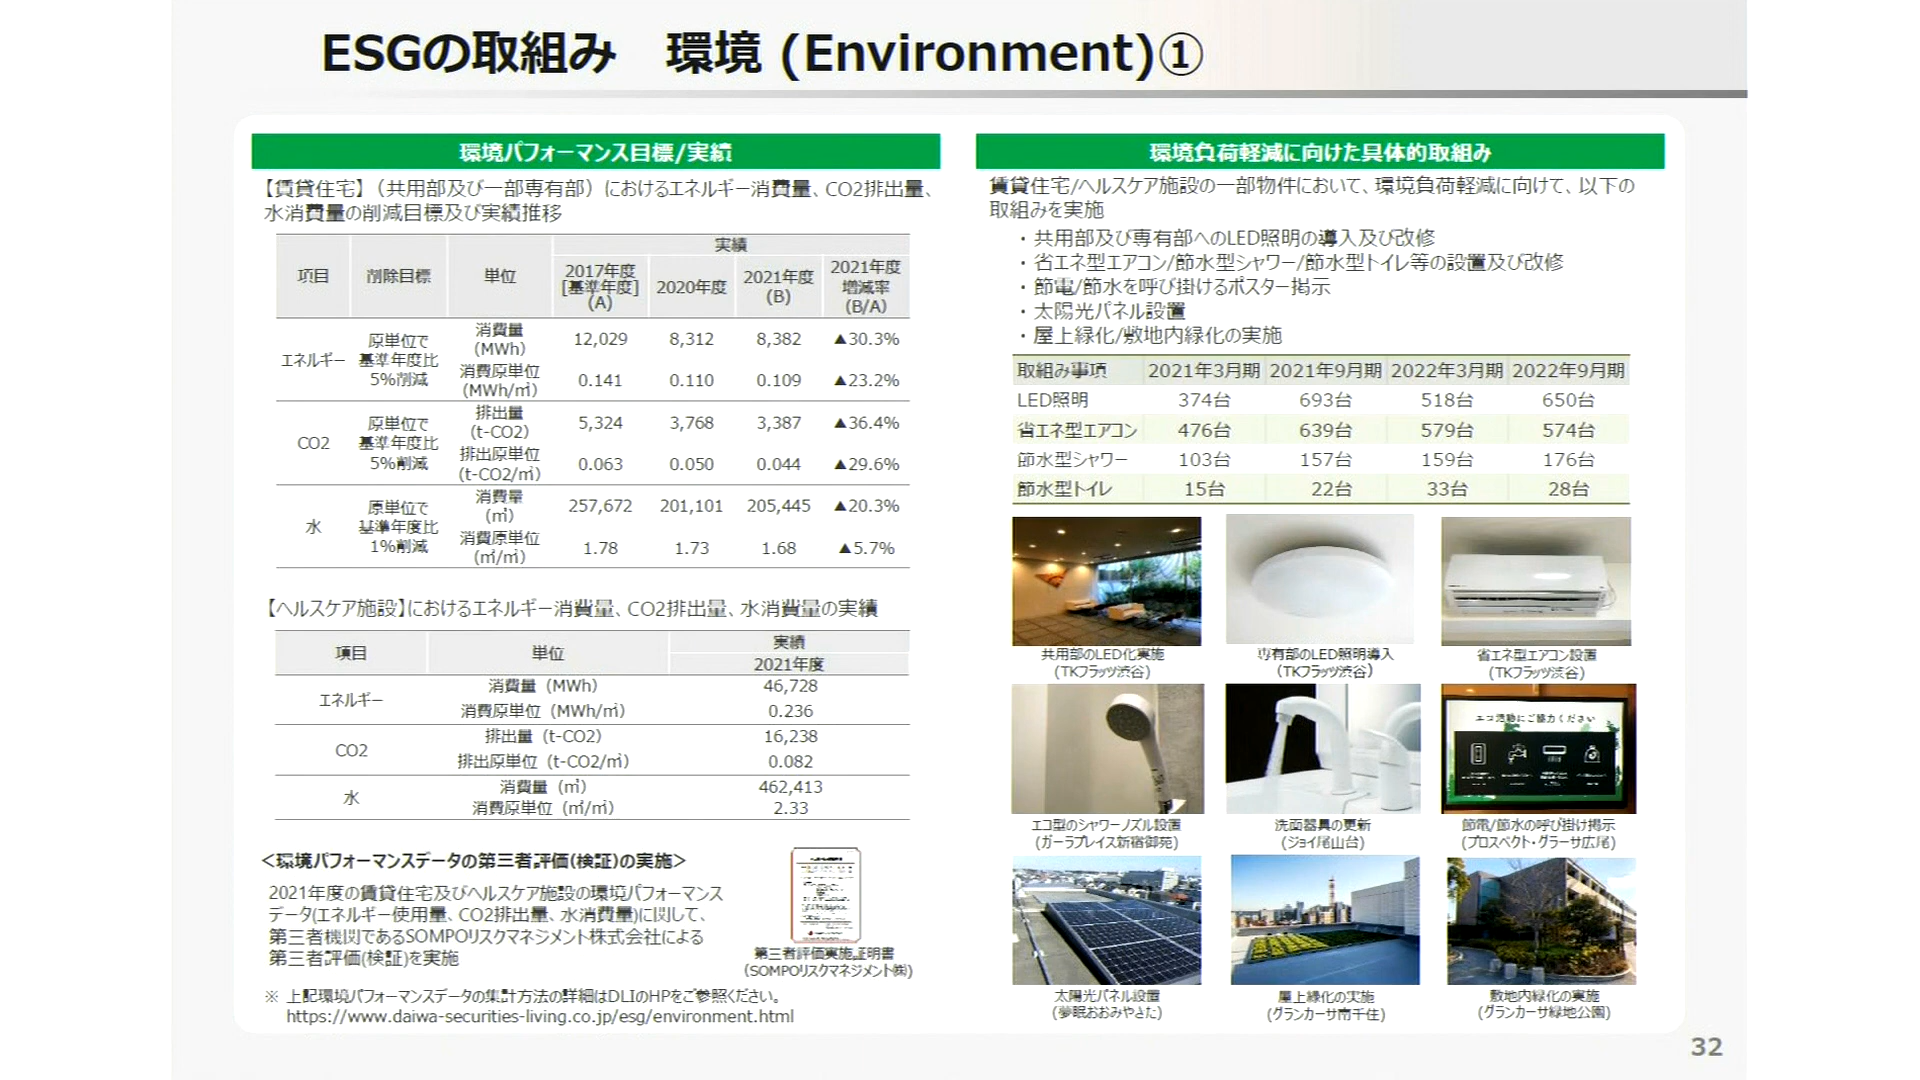 ESGの取組み　環境 (Environment)①
環境パフォーマンス目標/実績
【賃貸住宅】（共用部及び一部専有部）におけるエネルギー消費量、CO2排出量、
水消費量の削減目標及び実績推移
項目 削除目標 単位 実績
2017年度 [基準年度] (A) 2020年度 2021年度 (B) 2021年度 増減率 (B/A)
エネルギー 原単位で 基準年度比 5%削減
消費量 (MWh) 12,029 8,312 8,382 ▲30.3%
消費原単位 (MWh/㎡) 0.141 0.110 0.109 ▲23.2%
CO2 原単位で 基準年度比 5%削減
排出量 (t-CO2) 5,324 3,768 3,387 ▲36.4%
排出原単位 (t-CO2/㎡) 0.063 0.050 0.044 ▲29.6%
水 原単位で 基準年度比 1%削減
消費量 (㎥) 257,672 201,101 205,445 ▲20.3%
消費原単位 (㎥/㎡) 1.78 1.73 1.68 ▲5.7%
【ヘルスケア施設】におけるエネルギー消費量、CO2排出量、水消費量の実績
項目 単位 実績
2021年度
エネルギー 消費量（MWh） 46,728
消費原単位（MWh/㎡） 0.236
CO2 排出量（t-CO2） 16,238
排出原単位（t-CO2/㎡） 0.082
水 消費量（㎥） 462,413
消費原単位（㎥/㎡） 2.33
＜環境パフォーマンスデータの第三者評価(検証)の実施＞
2021年度の賃貸住宅及びヘルスケア施設の環境パフォーマンス
データ(エネルギー使用量、CO2排出量、水消費量)に関して、
第三者機関であるSOMPOリスクマネジメント株式会社による
第三者評価(検証)を実施
第三者評価実施証明書
（SOMPOリスクマネジメント㈱）
※ 上記環境パフォーマンスデータの集計方法の詳細はDLIのHPをご参照ください。
https://www.daiwa-securities-living.co.jp/esg/environment.html
環境負荷軽減に向けた具体的取組み
賃貸住宅/ヘルスケア施設の一部物件において、環境負荷軽減に向けて、以下の
取組みを実施
・ 共用部及び専有部へのLED照明の導入及び改修
・ 省エネ型エアコン/節水型シャワー/節水型トイレ等の設置及び改修
・ 節電/節水を呼び掛けるポスター掲示
・ 太陽光パネル設置
・ 屋上緑化/敷地内緑化の実施
取組み事項 2021年3月期 2021年9月期 2022年3月期 2022年9月期
LED照明 374台 693台 518台 650台
省エネ型エアコン 476台 639台 579台 574台
節水型シャワー 103台 157台 159台 176台
節水型トイレ 15台 22台 33台 28台
共用部のLED化実施
（TKフラッツ渋谷）
専有部のLED照明導入
（TKフラッツ渋谷）
省エネ型エアコン設置
（TKフラッツ渋谷）
エコ活動にご協力ください
エコ型のシャワーノズル設置
（ガーラプレイス新宿御苑）
洗面器具の更新
（ジョイ尾山台）
節電/節水の呼び掛け掲示
（プロスペクト・グラーサ広尾）
太陽光パネル設置
（夢眠おおみやきた）
屋上緑化の実施
（グランカーサ南千住）
敷地内緑化の実施
（グランカーサ緑地公園）
32